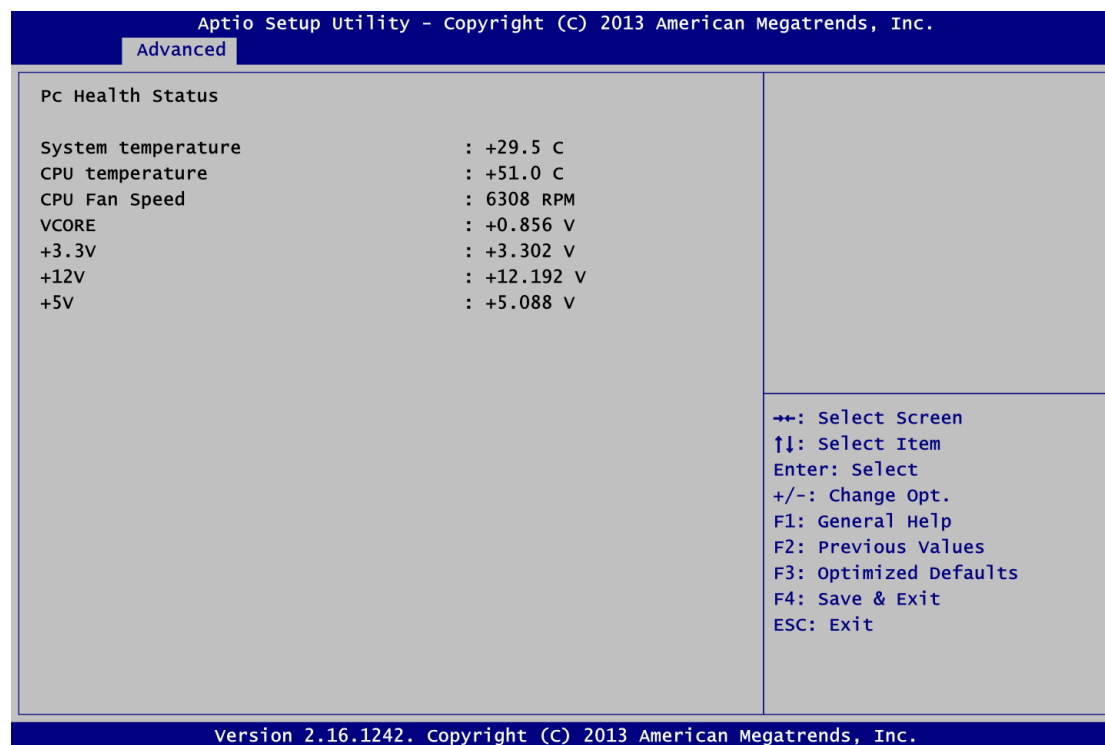 Aptio Setup Utility - Copyright (C) 2013 American Megatrends, Inc.
Advanced
Pc Health Status
System temperature : +29.5 C
CPU temperature : +51.0 C
CPU Fan Speed : 6308 RPM
VCORE : +0.856 V
+3.3V : +3.302 V
+12V : +12.192 V
+5V : +5.088 V
→←: Select Screen
↑↓: Select Item
Enter: Select
+/-: Change Opt.
F1: General Help
F2: Previous Values
F3: Optimized Defaults
F4: Save & Exit
ESC: Exit
Version 2.16.1242. Copyright (C) 2013 American Megatrends, Inc.